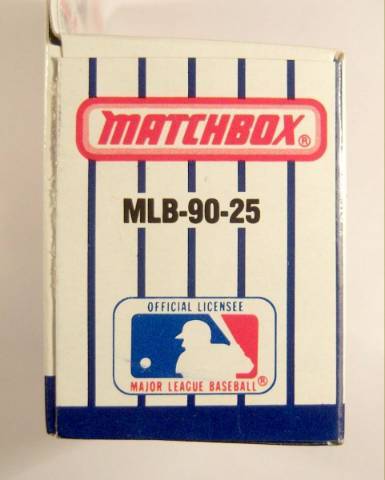 MATCHBOX®
MLB-90-25
OFFICIAL LICENSEE
MAJOR LEAGUE BASEBALL®